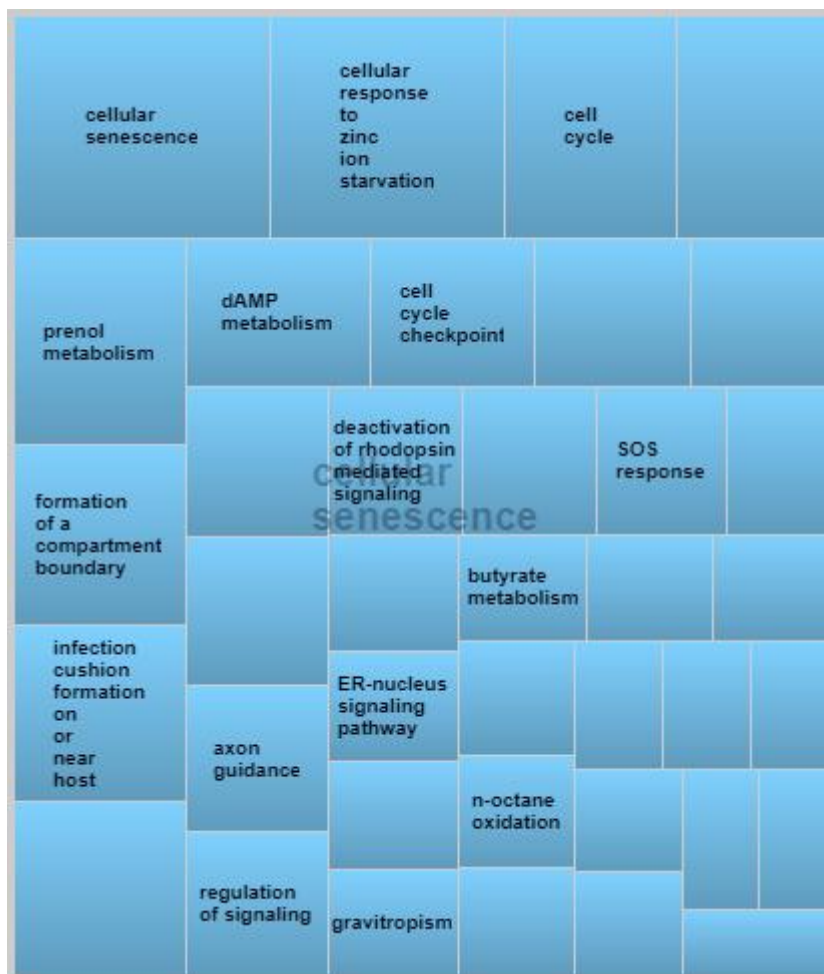 cellular
senescence
cellular
response
to
zinc
ion
starvation
cell
cycle
prenol
metabolism
dAMP
metabolism
cell
cycle
checkpoint
deactivation
of rhodopsin
mediated
signaling
SOS
response
cellular
senescence
formation
of a
compartment
boundary
butyrate
metabolism
infection
cushion
formation
on
or
near
host
axon
guidance
ER-nucleus
signaling
pathway
n-octane
oxidation
regulation
of signaling
gravitropism